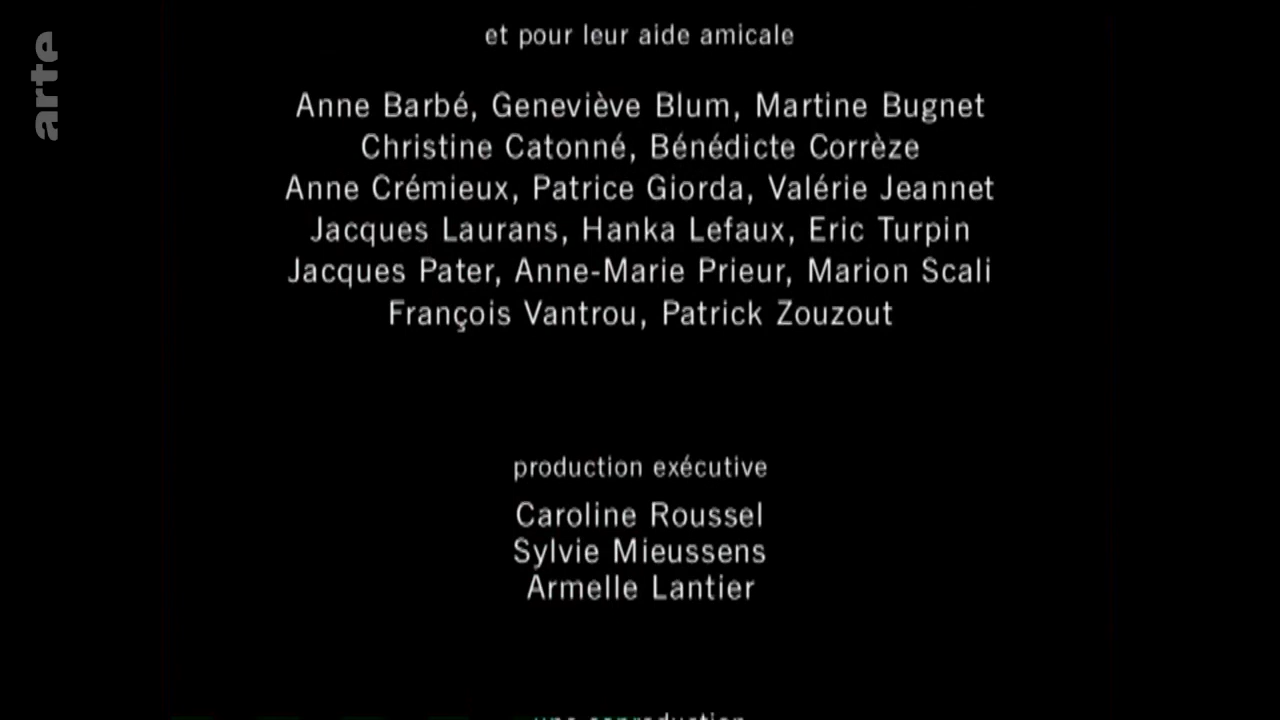 arte
et pour leur aide amicale
Anne Barbé, Geneviève Blum, Martine Bugnet
Christine Catonné, Bénédicte Corrèze
Anne Crémieux, Patrice Giorda, Valérie Jeannet
Jacques Laurans, Hanka Lefaux, Eric Turpin
Jacques Pater, Anne-Marie Prieur, Marion Scali
François Vantrou, Patrick Zouzout
production exécutive
Caroline Roussel
Sylvie Mieussens
Armelle Lantier
une coproduction